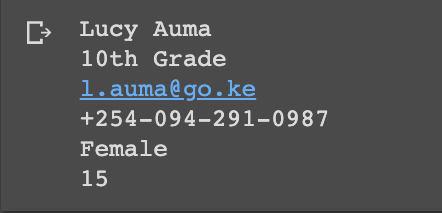 Lucy Auma
10th Grade
l.auma@go.ke
+254-094-291-0987
Female
15